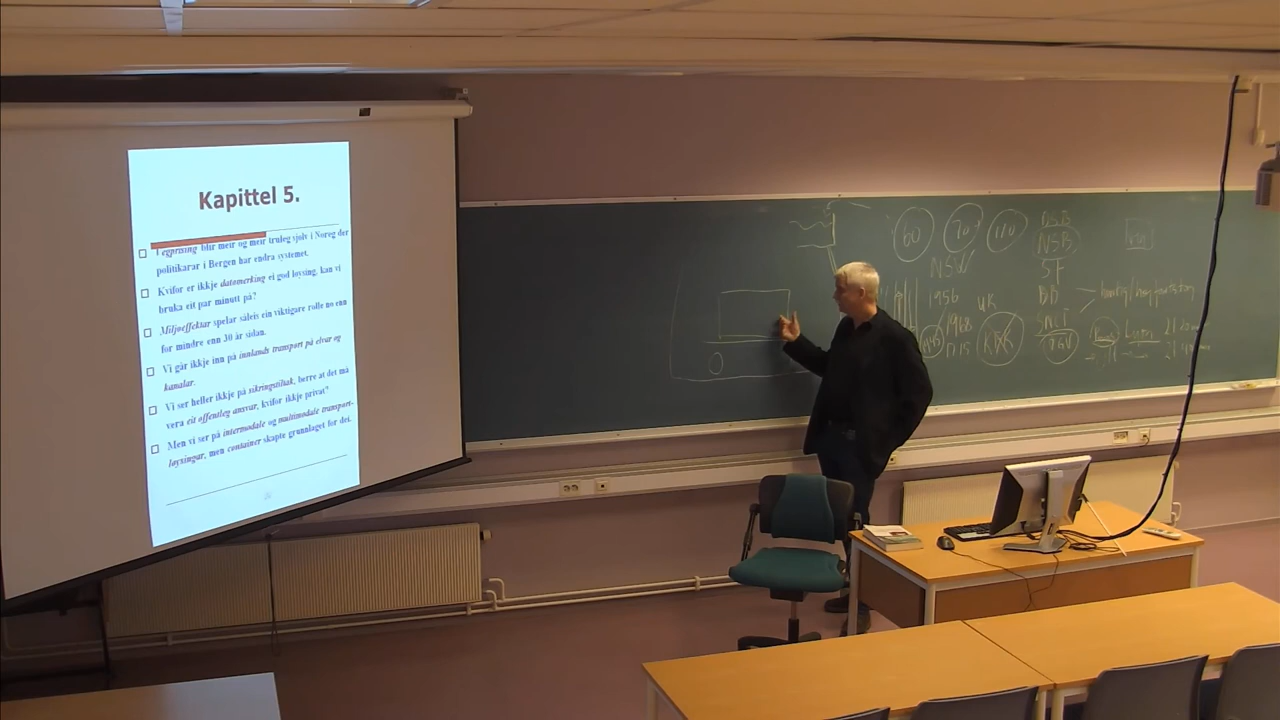 Kapittel 5.
Vegprising blir meir og meir truleg sjølv i Noreg der
politikarar i Bergen har endra systemet.
Kvifor er ikkje datomerking ei god løysing, kan vi
bruka eit par minutt på?
Miljøeffektar spelar såleis ein viktigare rolle no enn
for mindre enn 30 år sidan.
Vi går ikkje inn på innlands transport på elvar og
kanalar.
Vi ser heller ikkje på sikringstiltak, berre at det må
vera eit offentleg ansvar, kvifor ikkje privat?
Men vi ser på intermodale og multimodale transport-
løysingar, men container skapte grunnlaget for dei.
60 70 110
NSW
1956 UK
1968
DSB
NSB
SF
DB
SNCF
TGV